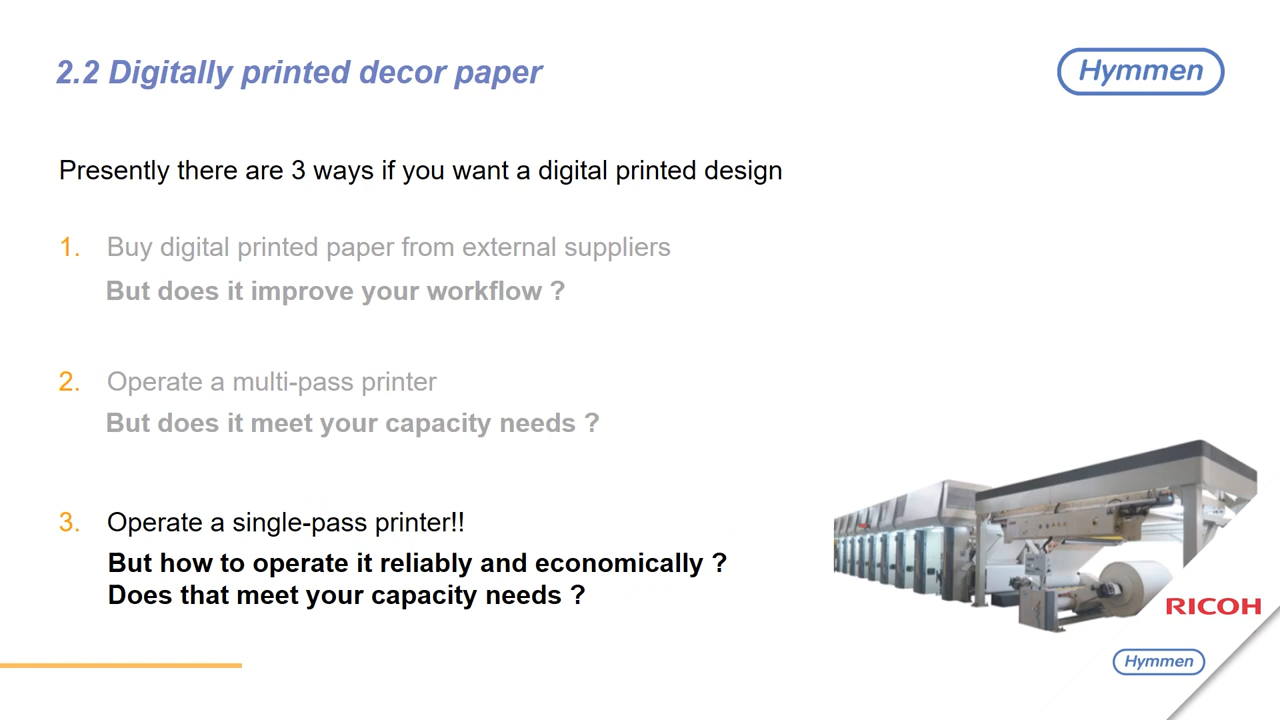 2.2 Digitally printed decor paper
Hymmen
Presently there are 3 ways if you want a digital printed design
1. Buy digital printed paper from external suppliers
But does it improve your workflow ?
2. Operate a multi-pass printer
But does it meet your capacity needs ?
3. Operate a single-pass printer!!
But how to operate it reliably and economically ?
Does that meet your capacity needs ?
RICOH
Hymmen